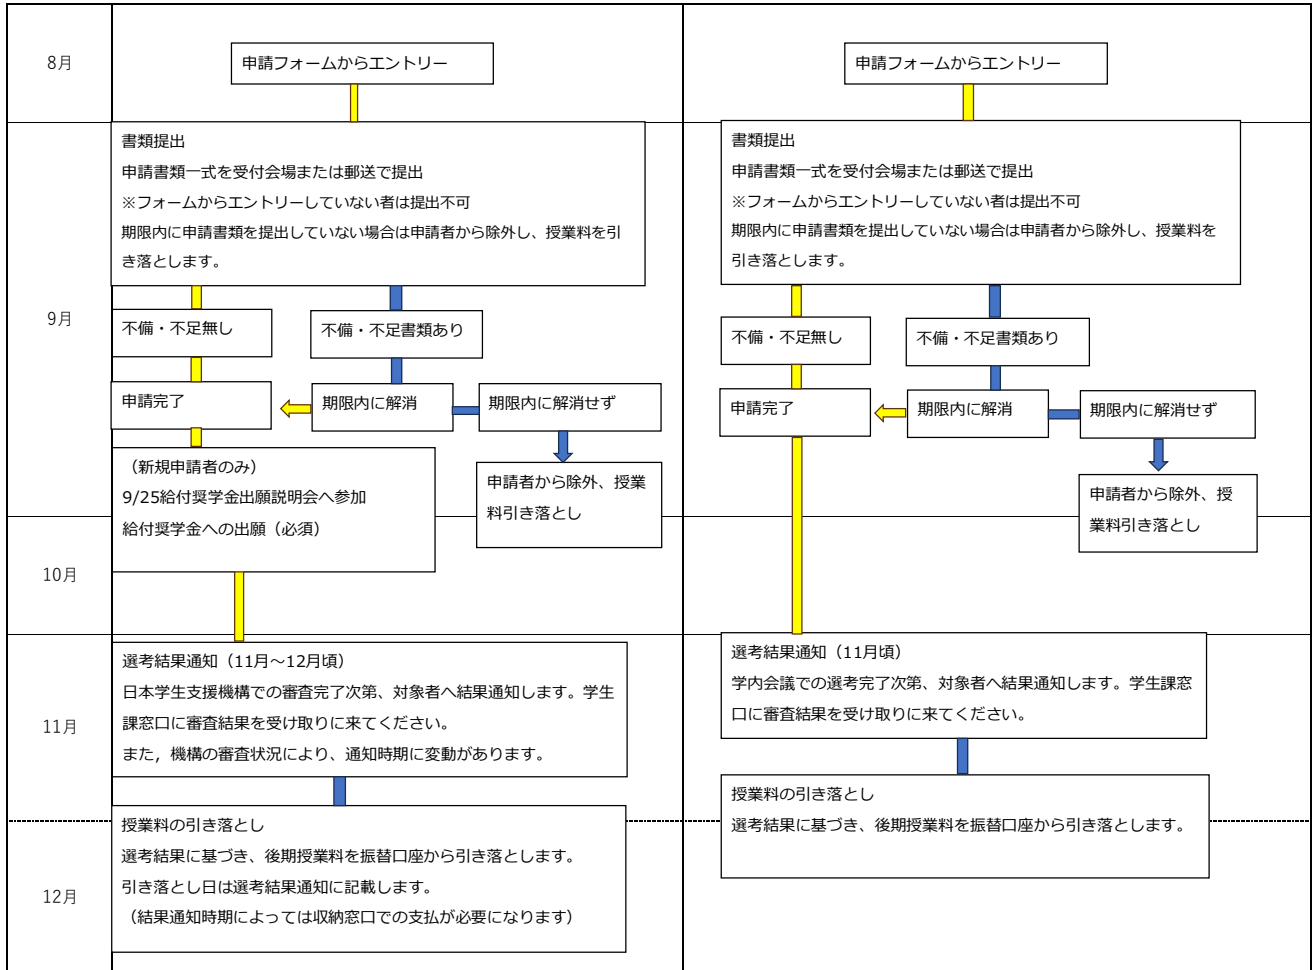 8月
申請フォームからエントリー
9月
書類提出
申請書類一式を受付会場または郵送で提出
※フォームからエントリーしていない者は提出不可
期限内に申請書類を提出していない場合は申請者から除外し、授業料を引
き落とします。
不備・不足無し
不備・不足書類あり
申請完了
期限内に解消
期限内に解消せず
(新規申請者のみ)
9/25給付奨学金出願説明会へ参加
給付奨学金への出願(必須)
申請者から除外、授業
料引き落とし
10月
11月
選考結果通知(11月~12月頃)
日本学生支援機構での審査完了次第、対象者へ結果通知します。学生
課窓口に審査結果を受け取りに来てください。
また,機構の審査状況により、通知時期に変動があります。
12月
授業料の引き落とし
選考結果に基づき、後期授業料を振替口座から引き落とします。
引き落とし日は選考結果通知に記載します。
(結果通知時期によっては収納窓口での支払が必要になります)
申請フォームからエントリー
書類提出
申請書類一式を受付会場または郵送で提出
※フォームからエントリーしていない者は提出不可
期限内に申請書類を提出していない場合は申請者から除外し、授業料を
引き落とします。
不備・不足無し
不備・不足書類あり
申請完了
期限内に解消
期限内に解消せず
申請者から除外、授
業料引き落とし
選考結果通知(11月頃)
学内会議での選考完了次第、対象者へ結果通知します。学生課窓
口に審査結果を受け取りに来てください。
授業料の引き落とし
選考結果に基づき、後期授業料を振替口座から引き落とします。